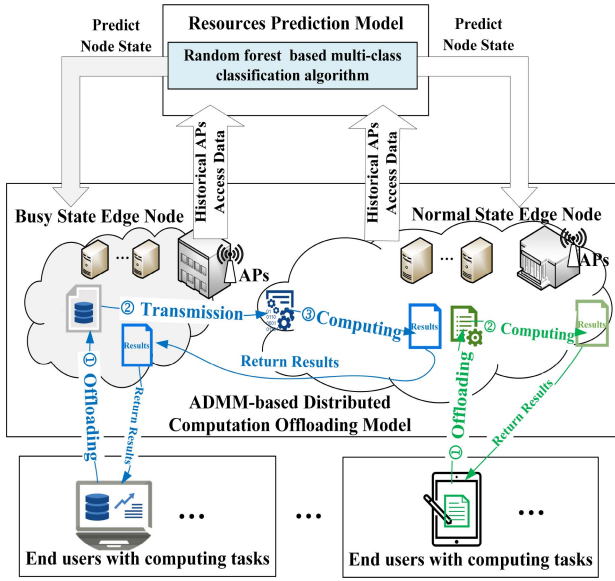 Predict
Node State
Resources Prediction Model
Random forest based multi-class
classification algorithm
Predict
Node State
Historical APs
Access Data
Historical APs
Access Data
Busy State Edge Node
Normal State Edge Node
...
APs
...
APs
② Transmission
③Computing
Results
② Computing
Results
Results
Return Results
① Offloading
Return Results
ADMM-based Distributed
Computation Offloading Model
① Offloading
Return Results
...
...
...
End users with computing tasks
End users with computing tasks